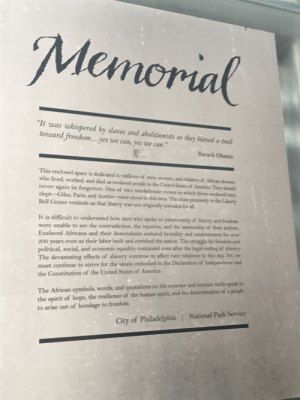 Memorial
"It was whispered by slaves and abolitionists as they blazed a trail
toward freedom... yes we can, yes we can."
Barack Obama
This enclosed space is dedicated to millions of men, women, and children of African descent
who lived, worked, and died as enslaved people in the United States of America. They should
never again be forgotten. One of two smokehouse rooms in which three enslaved men
slept—Giles, Paris, and Austin—once stood in this area. The close proximity to the Liberty
Bell Center reminds us that liberty was not originally intended for all.
It is difficult to understand how men who spoke so passionately of liberty and freedom
were unable to see the contradiction, the injustice, and the immorality of their actions.
Enslaved Africans and their descendants endured brutality and mistreatment for over
200 years even as their labor built and enriched the nation. The struggle for freedom and
political, social, and economic equality continued even after the legal ending of slavery.
The devastating effects of slavery continue to affect race relations to this day. Yet, we
must continue to strive for the ideals embodied in the Declaration of Independence and
the Constitution of the United States of America.
The African symbols, words, and quotations on the exterior and interior walls speak to
the spirit of hope, the resilience of the human spirit, and the determination of a people
to arise out of bondage to freedom.
City of Philadelphia | National Park Service